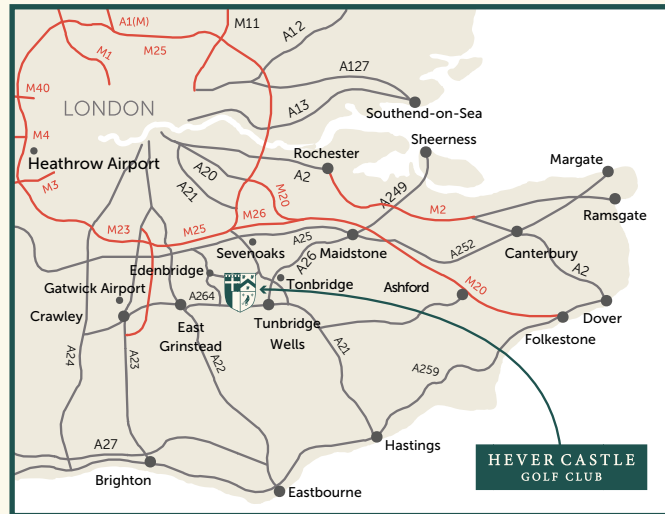 A1(M)
M11
A12
M1
M25
A127
M40
LONDON
A13
Southend-on-Sea
M4
Sheerness
Heathrow Airport
Rochester
Margate
A20
A2
M3
A21
M20
A249
M2
Ramsgate
M23
M25
M26
A25
A252
Canterbury
Sevenoaks
Maidstone
A26
A2
Edenbridge
Tonbridge
M20
Gatwick Airport
A264
Ashford
Crawley
East
Grinstead
Tunbridge
Wells
Dover
Folkestone
A24
A23
A22
A21
A259
A27
Hastings
HEVER CASTLE
GOLF CLUB
Brighton
Eastbourne